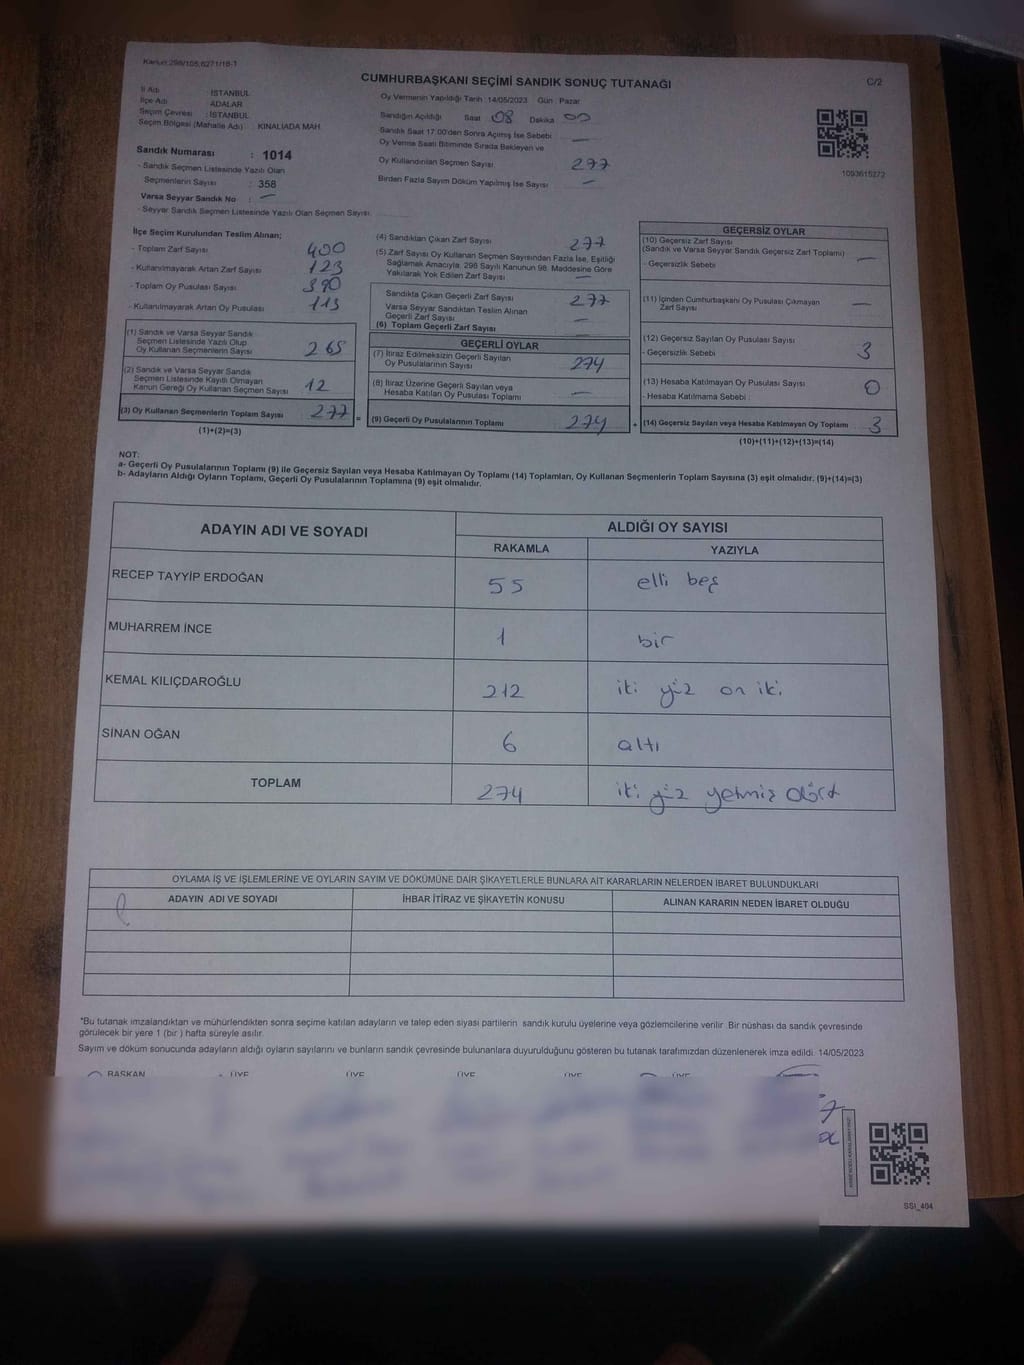 Kanun:298/105,6271/18-1
CUMHURBAŞKANI SEÇİMİ SANDIK SONUÇ TUTANAĞI
C/2
İl Adı : İSTANBUL
İlçe Adı : ADALAR
Seçim Çevresi : İSTANBUL
Seçim Bölgesi (Mahalle Adı) : KINALIADA MAH
Sandık Numarası : 1014
- Sandık Seçmen Listesinde Yazılı Olan
Seçmenlerin Sayısı : 358
Varsa Seyyar Sandık No : —
- Seyyar Sandık Seçmen Listesinde Yazılı Olan Seçmen Sayısı:
Oy Vermenin Yapıldığı Tarih : 14/05/2023 Gün : Pazar
Sandığın Açıldığı Saat 08 Dakika 00
Sandık Saat 17.00'den Sonra Açılmış İse Sebebi :
Oy Verme Saati Bitiminde Sırada Bekleyen ve —
Oy Kullandırılan Seçmen Sayısı 277
Birden Fazla Sayım Döküm Yapılmış İse Sayısı —
1093615272
İlçe Seçim Kurulundan Teslim Alınan;
- Toplam Zarf Sayısı 400
- Kullanılmayarak Artan Zarf Sayısı 123
- Toplam Oy Pusulası Sayısı 390
- Kullanılmayarak Artan Oy Pusulası 113
(1) Sandık ve Varsa Seyyar Sandık
Seçmen Listesinde Yazılı Olup
Oy Kullanan Seçmenlerin Sayısı 265
(2) Sandık ve Varsa Seyyar Sandık
Seçmen Listesinde Kayıtlı Olmayan
Kanun Gereği Oy Kullanan Seçmen Sayısı 12
(3) Oy Kullanan Seçmenlerin Toplam Sayısı 277 =
(1)+(2)=(3)
(4) Sandıktan Çıkan Zarf Sayısı 277
(5) Zarf Sayısı Oy Kullanan Seçmen Sayısından Fazla İse, Eşitliği
Sağlamak Amacıyla, 298 Sayılı Kanunun 98. Maddesine Göre
Yakılarak Yok Edilen Zarf Sayısı —
Sandıkta Çıkan Geçerli Zarf Sayısı 277
Varsa Seyyar Sandıktan Teslim Alınan
Geçerli Zarf Sayısı —
(6) Toplam Geçerli Zarf Sayısı —
GEÇERLİ OYLAR
(7) İtiraz Edilmeksizin Geçerli Sayılan
Oy Pusulalarının Sayısı 274
(8) İtiraz Üzerine Geçerli Sayılan veya
Hesaba Katılan Oy Pusulası Toplamı —
(9) Geçerli Oy Pusulalarının Toplamı 274 +
GEÇERSİZ OYLAR
(10) Geçersiz Zarf Sayısı
(Sandık ve Varsa Seyyar Sandık Geçersiz Zarf Toplamı) —
- Geçersizlik Sebebi :
(11) İçinden Cumhurbaşkanı Oy Pusulası Çıkmayan
Zarf Sayısı —
(12) Geçersiz Sayılan Oy Pusulası Sayısı 3
- Geçersizlik Sebebi :
(13) Hesaba Katılmayan Oy Pusulası Sayısı 0
- Hesaba Katılmama Sebebi :
(14) Geçersiz Sayılan veya Hesaba Katılmayan Oy Toplamı 3
(10)+(11)+(12)+(13)=(14)
NOT:
a- Geçerli Oy Pusulalarının Toplamı (9) ile Geçersiz Sayılan veya Hesaba Katılmayan Oy Toplamı (14) Toplamları, Oy Kullanan Seçmenlerin Toplam Sayısına (3) eşit olmalıdır. (9)+(14)=(3)
b- Adayların Aldığı Oyların Toplamı, Geçerli Oy Pusulalarının Toplamına (9) eşit olmalıdır.
ADAYIN ADI VE SOYADI ALDIĞI OY SAYISI
RAKAMLA YAZIYLA
RECEP TAYYİP ERDOĞAN 55 elli beş
MUHARREM İNCE 1 bir
KEMAL KILIÇDAROĞLU 212 iki yüz on iki
SİNAN OĞAN 6 altı
TOPLAM 274 iki yüz yetmiş dört
OYLAMA İŞ VE İŞLEMLERİNE VE OYLARIN SAYIM VE DÖKÜMÜNE DAİR ŞİKAYETLERLE BUNLARA AİT KARARLARIN NELERDEN İBARET BULUNDUKLARI
ADAYIN ADI VE SOYADI İHBAR İTİRAZ VE ŞİKAYETİN KONUSU ALINAN KARARIN NEDEN İBARET OLDUĞU
*Bu tutanak imzalandıktan ve mühürlendikten sonra seçime katılan adayların ve talep eden siyasi partilerin sandık kurulu üyelerine veya gözlemcilerine verilir. Bir nüshası da sandık çevresinde
görülecek bir yere 1 (bir ) hafta süreyle asılır.
Sayım ve döküm sonucunda adayların aldığı oyların sayılarını ve bunların sandık çevresinde bulunanlara duyurulduğunu gösteren bu tutanak tarafımızdan düzenlenerek imza edildi. 14/05/2023
BAŞKAN ÜYE ÜYE ÜYE ÜYE ÜYE
SSI_404